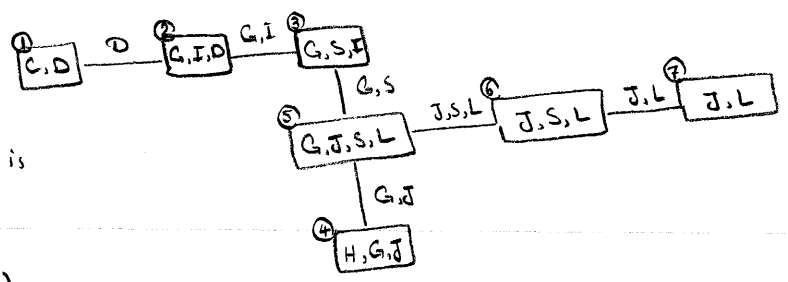 ① C,D D ② G,I,D G,I ③ G,S,I
G,S
⑤ G,J,S,L J,S,L ⑥ J,S,L J,L ⑦ J,L
is
G,J
④ H,G,J